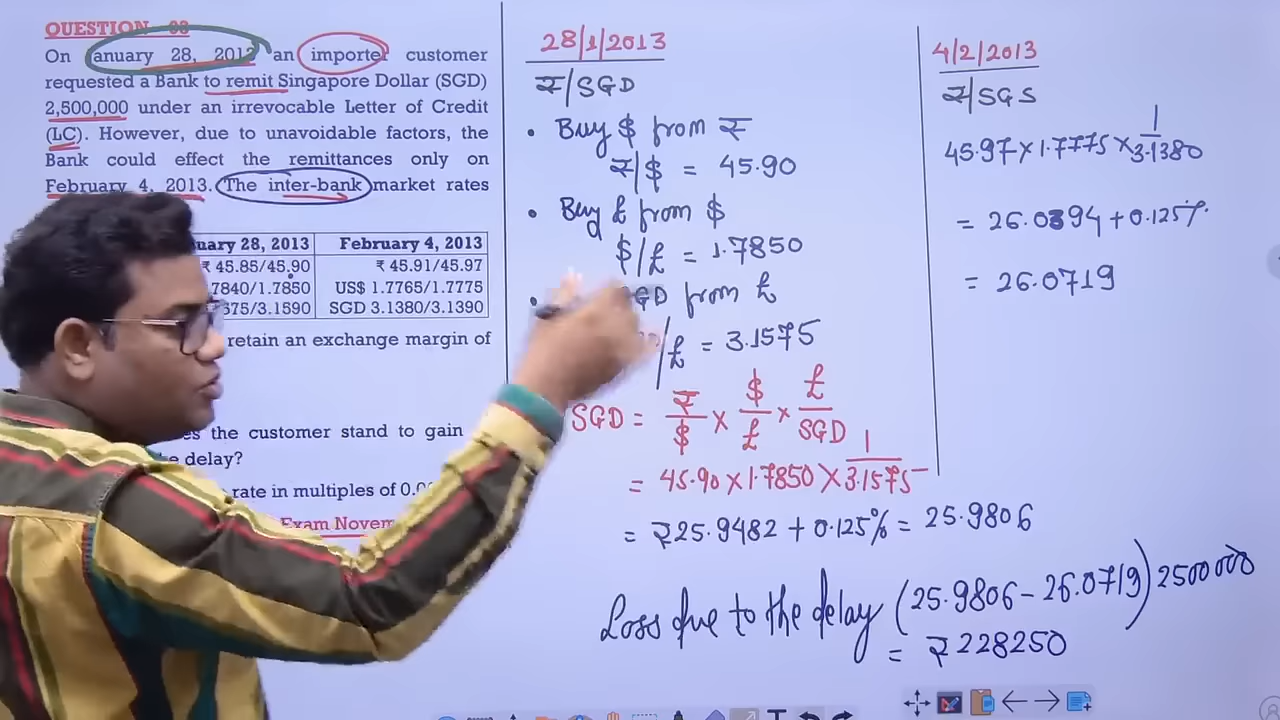 QUESTION 08
On anuary 28, 2013 an importer customer
requested a Bank to remit Singapore Dollar (SGD)
2,500,000 under an irrevocable Letter of Credit
(LC). However, due to unavoidable factors, the
Bank could effect the remittances only on
February 4, 2013. The inter-bank market rates
uary 28, 2013 February 4, 2013
₹ 45.85/45.90 ₹ 45.91/45.97
7840/1.7850 US$ 1.7765/1.7775
575/3.1590 SGD 3.1380/3.1390
retain an exchange margin of
es the customer stand to gain
e delay?
rate in multiples of 0.0
Exam Novem
28/1/2013
₹/SGD
• Buy $ from ₹
₹/$ = 45.90
• Buy £ from $
$/£ = 1.7850
• GD from £
/£ = 3.1575
SGD = ₹/$ × $/£ × £/SGD
= 45.90 × 1.7850 × 1/3.1575
= ₹25.9482 + 0.125% = 25.9806
Loss due to the delay (25.9806 - 26.0719) 2500000
= ₹228250
4/2/2013
₹/SGS
45.97 × 1.7775 × 1/3.1380
= 26.0394 + 0.125%.
= 26.0719